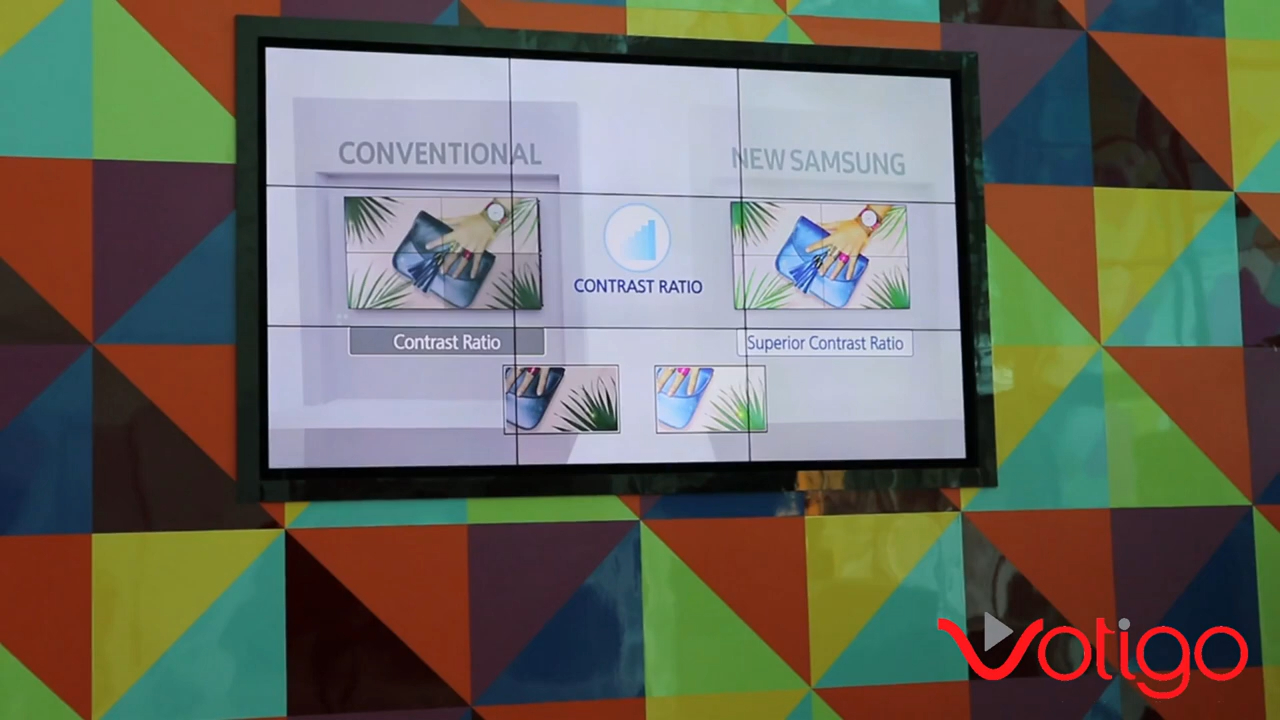 CONVENTIONAL
NEW SAMSUNG
CONTRAST RATIO
Contrast Ratio
Superior Contrast Ratio
Votigo